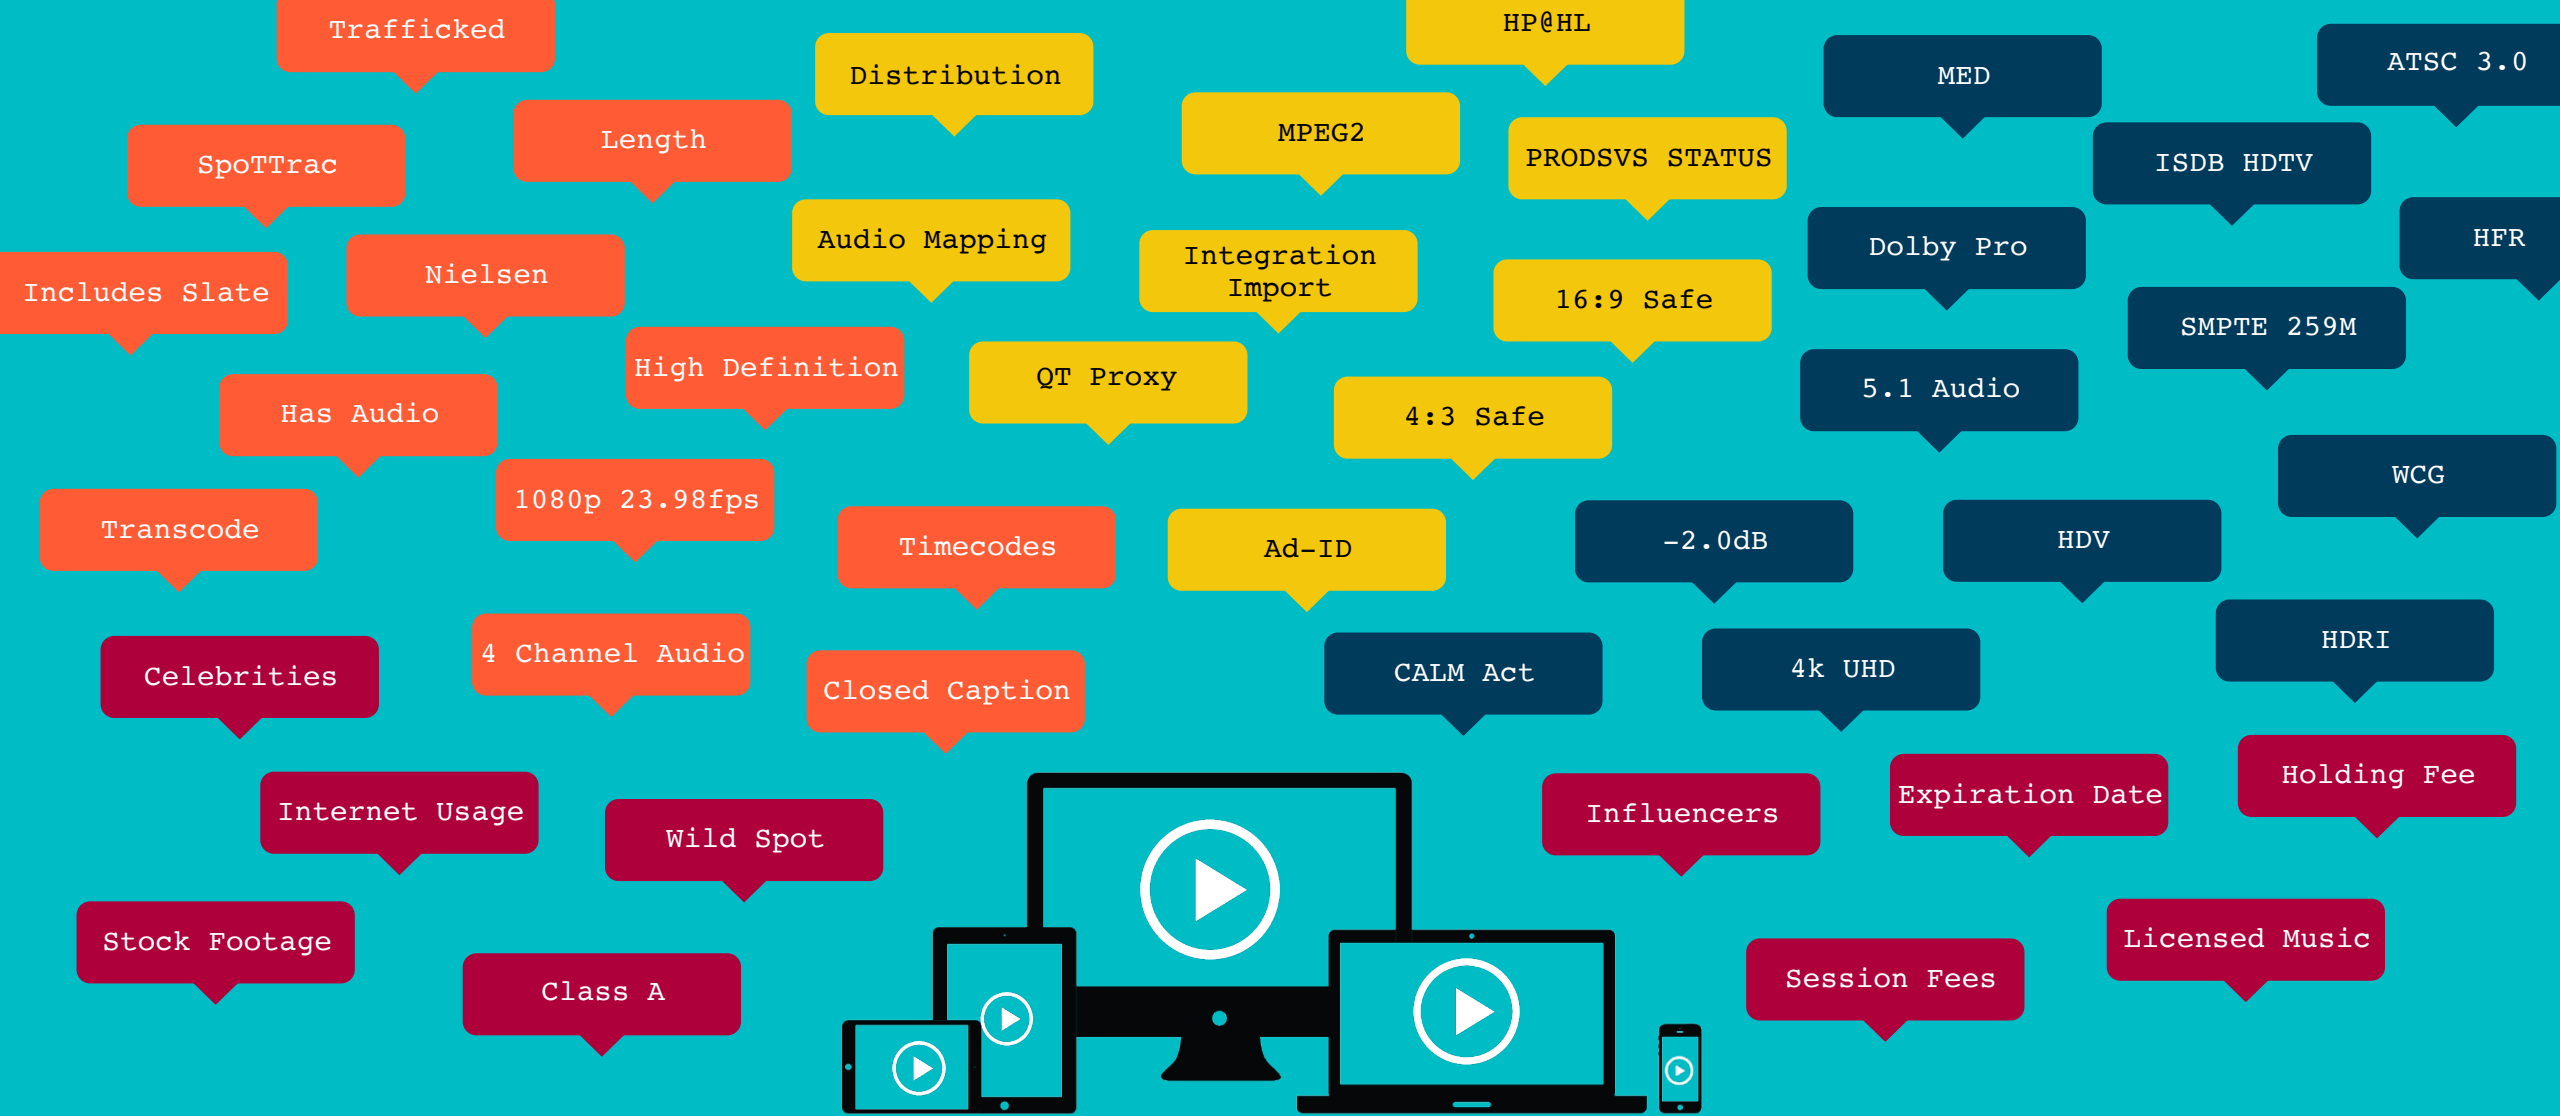 Trafficked
HP@HL
Distribution
MED
ATSC 3.0
Length
MPEG2
PRODSVS STATUS
SpoTTrac
ISDB HDTV
Audio Mapping
Integration
Import
Dolby Pro
HFR
Includes Slate
Nielsen
16:9 Safe
SMPTE 259M
High Definition
QT Proxy
4:3 Safe
5.1 Audio
Has Audio
WCG
1080p 23.98fps
Transcode
Timecodes
Ad-ID
-2.0dB
HDV
Celebrities
4 Channel Audio
Closed Caption
CALM Act
4k UHD
HDRI
Internet Usage
Wild Spot
Influencers
Expiration Date
Holding Fee
Stock Footage
Class A
Session Fees
Licensed Music